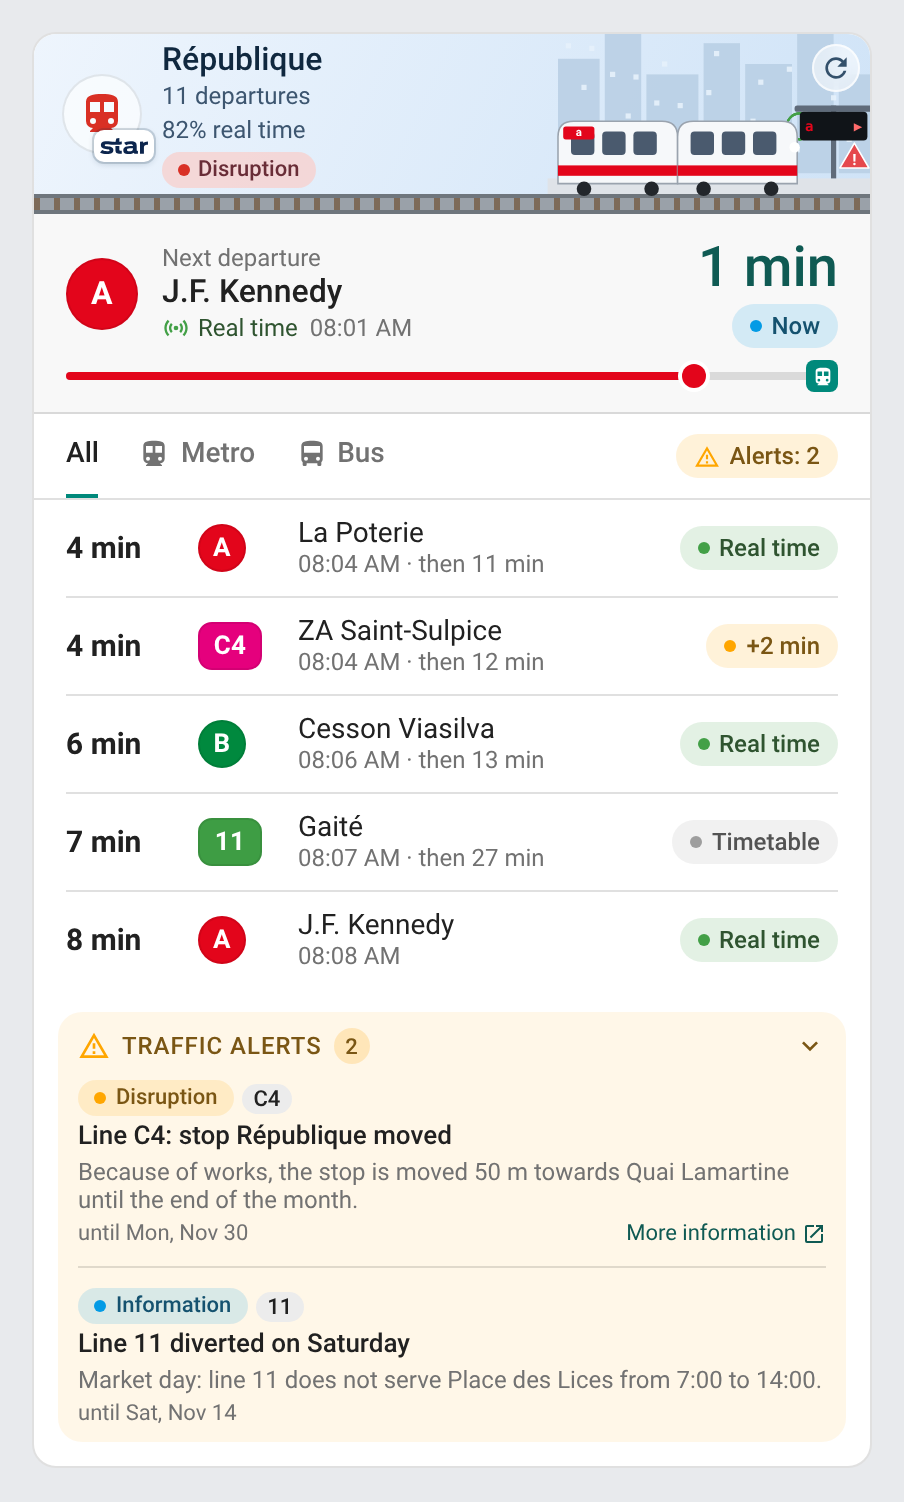 République
11 departures
82% real time
star
Disruption
a
a
!
A
Next departure
J.F. Kennedy
Real time 08:01 AM
1 min
Now
All Metro Bus Alerts: 2
4 min A La Poterie Real time
08:04 AM · then 11 min
4 min C4 ZA Saint-Sulpice +2 min
08:04 AM · then 12 min
6 min B Cesson Viasilva Real time
08:06 AM · then 13 min
7 min 11 Gaité Timetable
08:07 AM · then 27 min
8 min A J.F. Kennedy Real time
08:08 AM
TRAFFIC ALERTS 2
Disruption C4
Line C4: stop République moved
Because of works, the stop is moved 50 m towards Quai Lamartine
until the end of the month.
until Mon, Nov 30 More information
Information 11
Line 11 diverted on Saturday
Market day: line 11 does not serve Place des Lices from 7:00 to 14:00.
until Sat, Nov 14